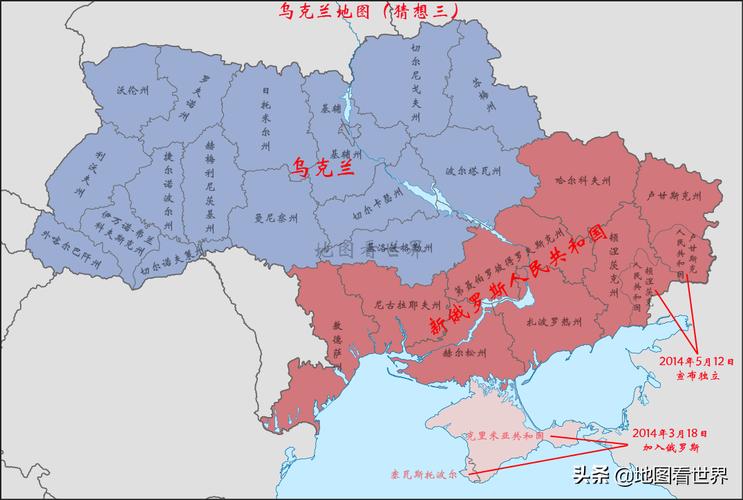 乌克兰地图（猜想三）
沃伦州
罗夫诺州
日托米尔州
基辅
切尔尼戈夫州
苏梅州
利沃夫州
捷尔诺波尔州
赫梅利尼茨基州
基辅州
乌克兰
波尔塔瓦州
哈尔科夫州
卢甘斯克州
外喀尔巴阡州
伊万诺-弗兰
科夫斯克州
切尔诺夫策州
曼尼察州
切尔卡瑟州
基洛沃格勒州
地图看世界
第聂伯罗彼得罗夫斯克州
顿涅茨克州
卢甘斯克
人民共和国
顿涅茨克
人民共和国
新俄罗斯人民共和国
敖德萨州
尼古拉耶夫州
赫尔松州
扎波罗热州
2014年5月12日
宣布独立
克里米亚共和国
2014年3月18日
加入俄罗斯
塞瓦斯托波尔
头条 @地图看世界